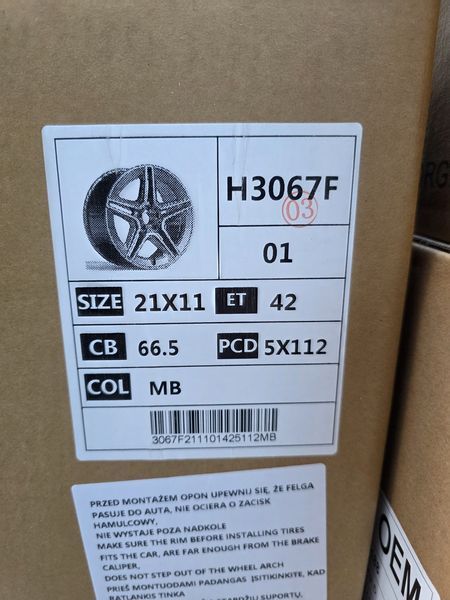 H3067F
03
01
SIZE 21X11 ET 42
CB 66.5 PCD 5X112
COL MB
3067F211101425112MB
PRZED MONTAŻEM OPON UPEWNIJ SIĘ, ŻE FELGA
PASUJE DO AUTA, NIE OCIERA O ZACISK
HAMULCOWY,
NIE WYSTAJE POZA NADKOLE
MAKE SURE THE RIM BEFORE INSTALLING TIRES
FITS THE CAR, ARE FAR ENOUGH FROM THE BRAKE
CALIPER,
DOES NOT STEP OUT OF THE WHEEL ARCH
PRIEŠ MONTUODAMI PADANGAS ĮSITIKINKITE, KAD
RATLANKIS TINKA
OEM
RG